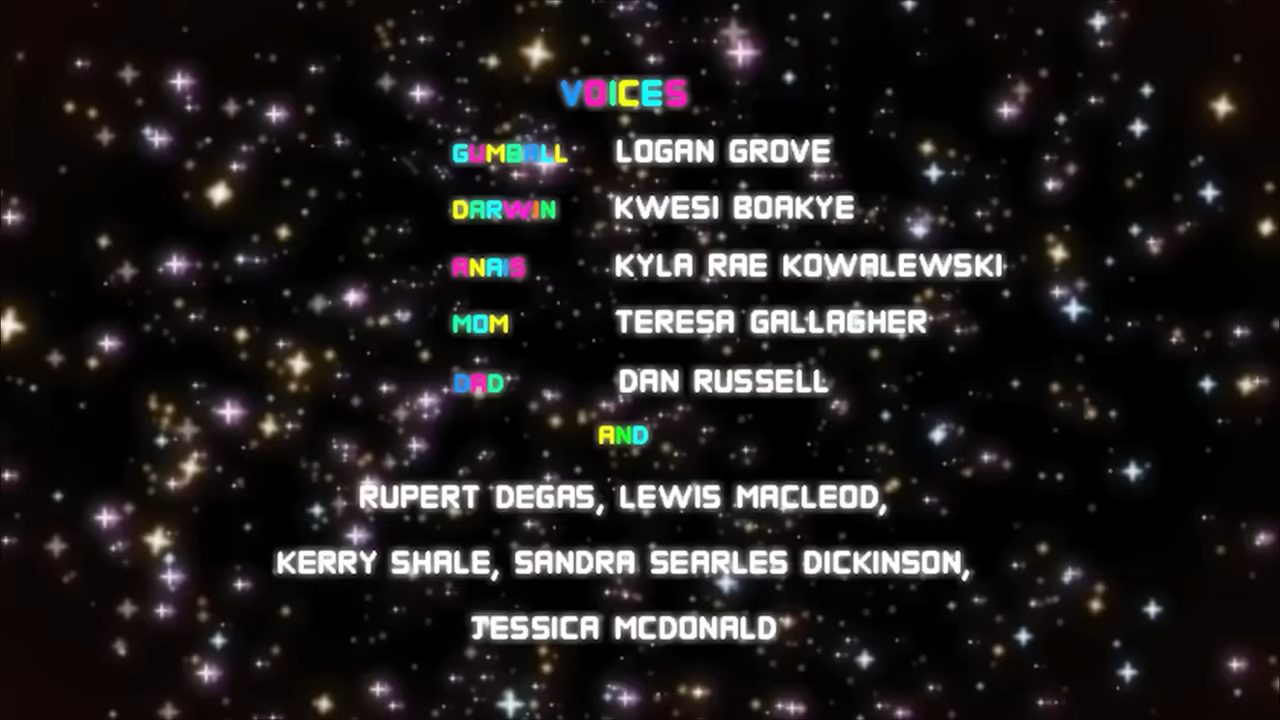 VOICES
GUMBALL LOGAN GROVE
DARWIN KWESI BOAKYE
ANAIS KYLA RAE KOWALEWSKI
MOM TERESA GALLAGHER
DAD DAN RUSSELL
AND
RUPERT DEGAS, LEWIS MACLEOD,
KERRY SHALE, SANDRA SEARLES DICKINSON,
JESSICA MCDONALD